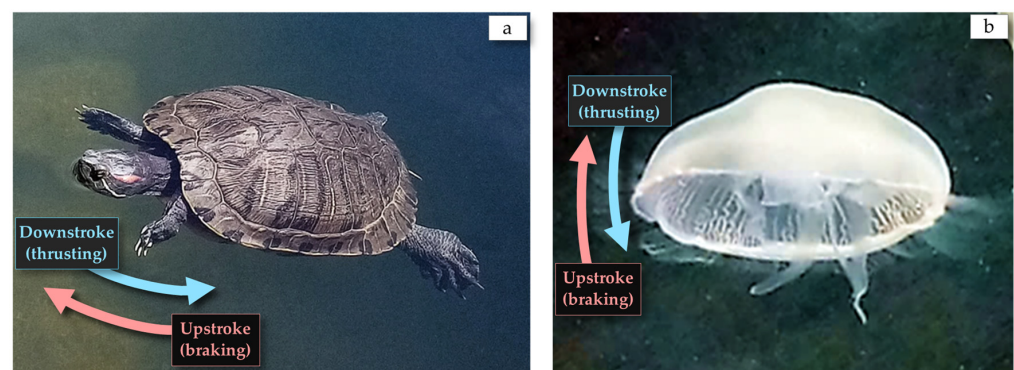 a
Downstroke
(thrusting)
Upstroke
(braking)
b
Downstroke
(thrusting)
Upstroke
(braking)